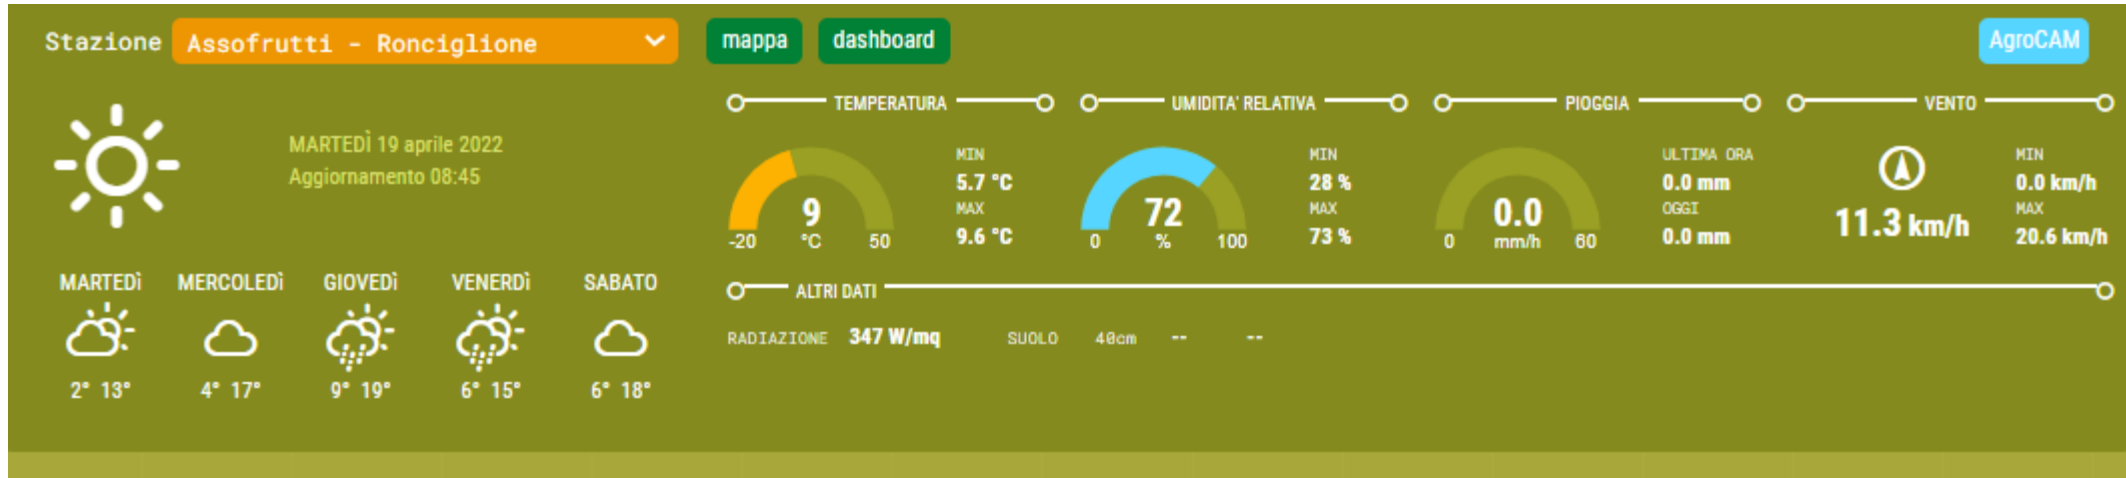 Stazione Assofrutti - Ronciglione mappa dashboard AgroCAM
MARTEDÌ 19 aprile 2022
Aggiornamento 08:45
MARTEDì MERCOLEDì GIOVEDì VENERDì SABATO
2° 13° 4° 17° 9° 19° 6° 15° 6° 18°
TEMPERATURA
9
°C
-20 50
MIN
5.7 °C
MAX
9.6 °C
UMIDITA' RELATIVA
72
%
0 100
MIN
28 %
MAX
73 %
PIOGGIA
0.0
mm/h
0 60
ULTIMA ORA
0.0 mm
OGGI
0.0 mm
VENTO
11.3 km/h
MIN
0.0 km/h
MAX
20.6 km/h
ALTRI DATI
RADIAZIONE 347 W/mq SUOLO 40cm -- --